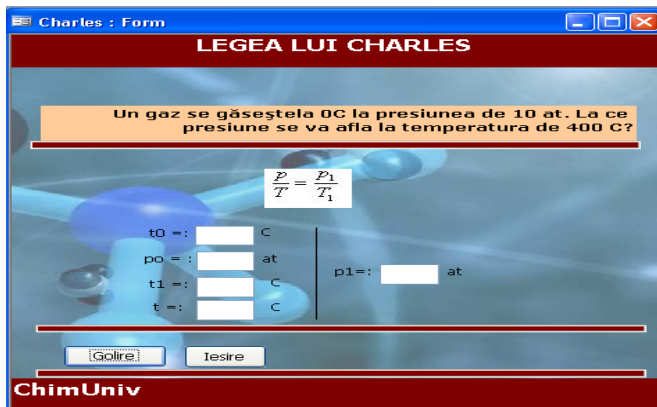 Charles : Form
LEGEA LUI CHARLES
Un gaz se găseştela 0C la presiunea de 10 at. La ce
presiune se va afla la temperatura de 400 C?
p/T = p₁/T₁
t0 =: C
po = : at
t1 =: C
t =: C
p1=: at
Golire Iesire
ChimUniv